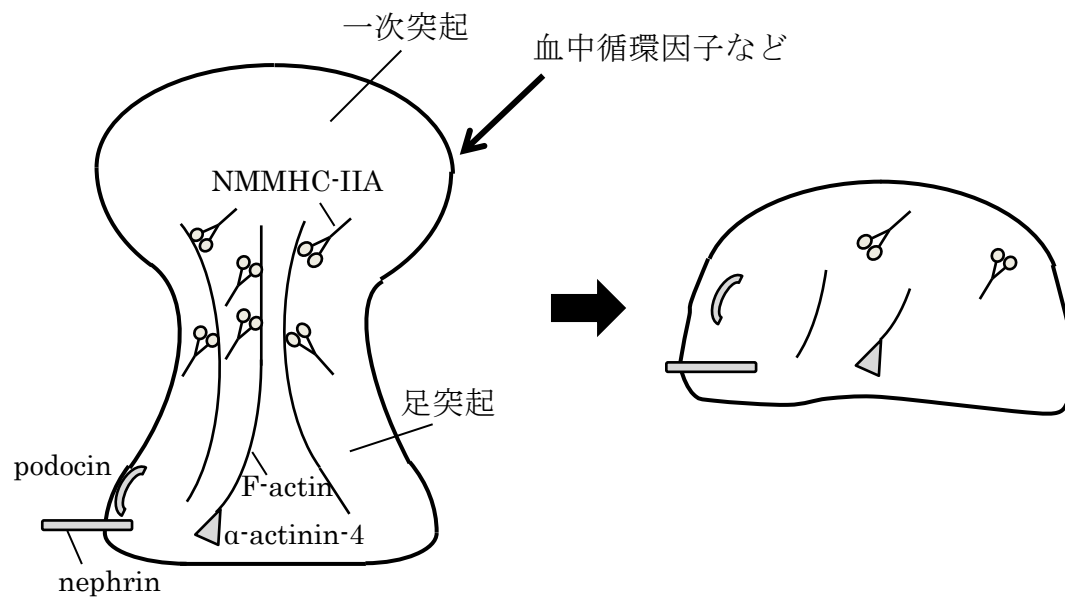 一次突起
血中循環因子など
NMMHC-IIA
足突起
podocin
F-actin
α-actinin-4
nephrin